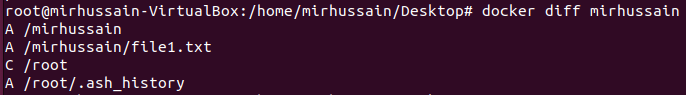 root@mirhussain-VirtualBox:/home/mirhussain/Desktop# docker diff mirhussain
A /mirhussain
A /mirhussain/file1.txt
C /root
A /root/.ash_history